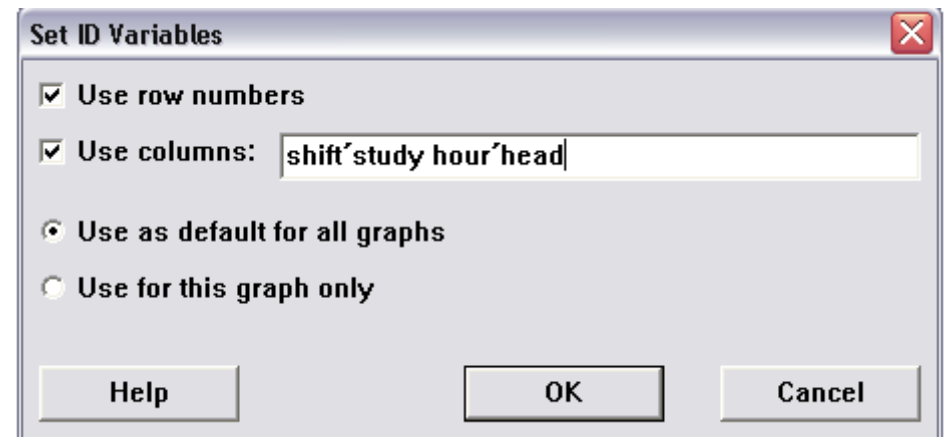 Set ID Variables
Use row numbers
Use columns: shift´study hour´head
Use as default for all graphs
Use for this graph only
Help OK Cancel